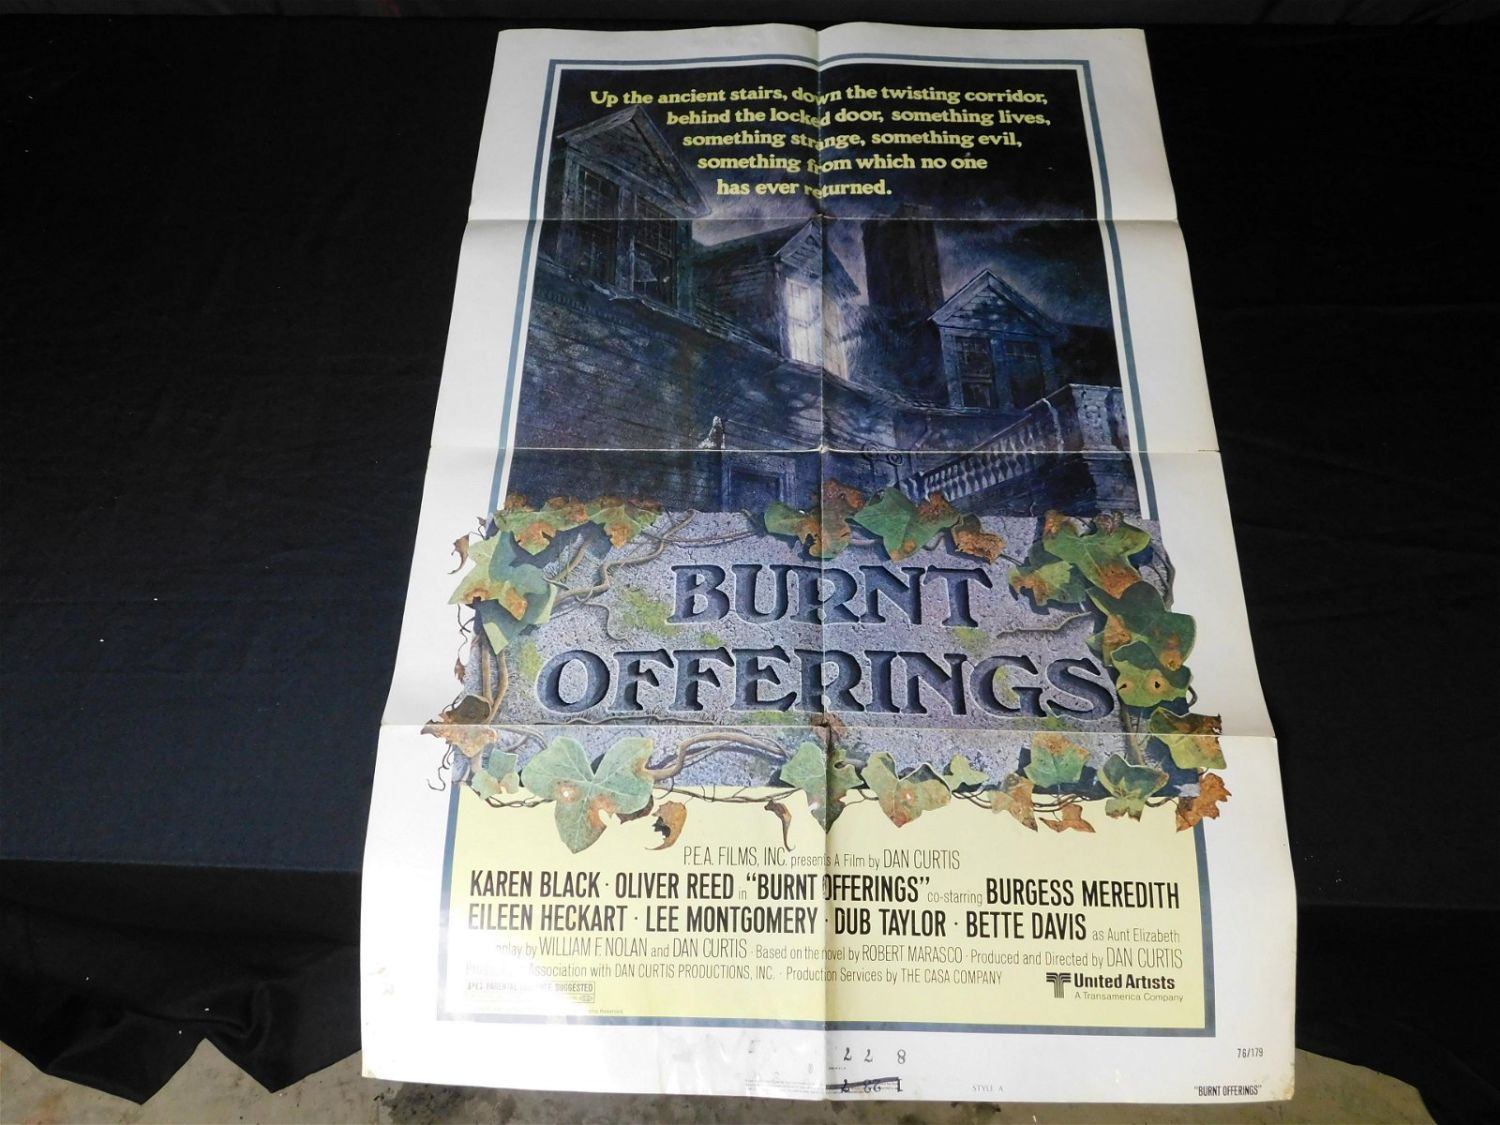 Up the ancient stairs, down the twisting corridor,
behind the locked door, something lives,
something strange, something evil,
something from which no one
has ever returned.
BURNT
OFFERINGS
P.E.A. FILMS, INC. presents A Film by DAN CURTIS
KAREN BLACK · OLIVER REED in "BURNT OFFERINGS" co-starring BURGESS MEREDITH
EILEEN HECKART · LEE MONTGOMERY · DUB TAYLOR · BETTE DAVIS as Aunt Elizabeth
by WILLIAM F. NOLAN and DAN CURTIS · Based on the novel by ROBERT MARASCO · Produced and Directed by DAN CURTIS
Association with DAN CURTIS PRODUCTIONS, INC. · Production Services by THE CASA COMPANY
PG PARENTAL GUIDANCE SUGGESTED
United Artists
A Transamerica Company
76/179
STYLE A
"BURNT OFFERINGS"